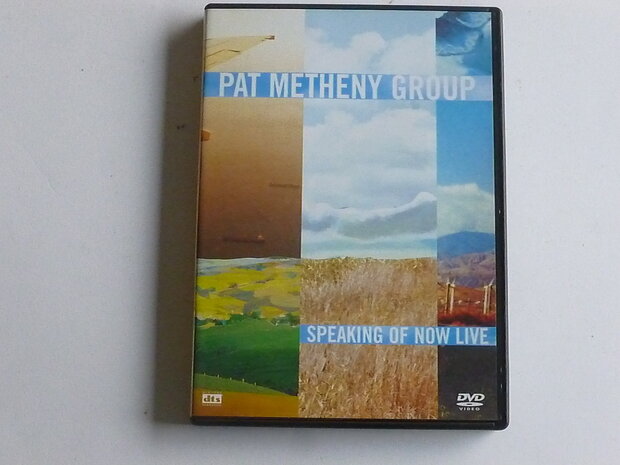 PAT METHENY GROUP
SPEAKING OF NOW LIVE
dts
DVD
VIDEO